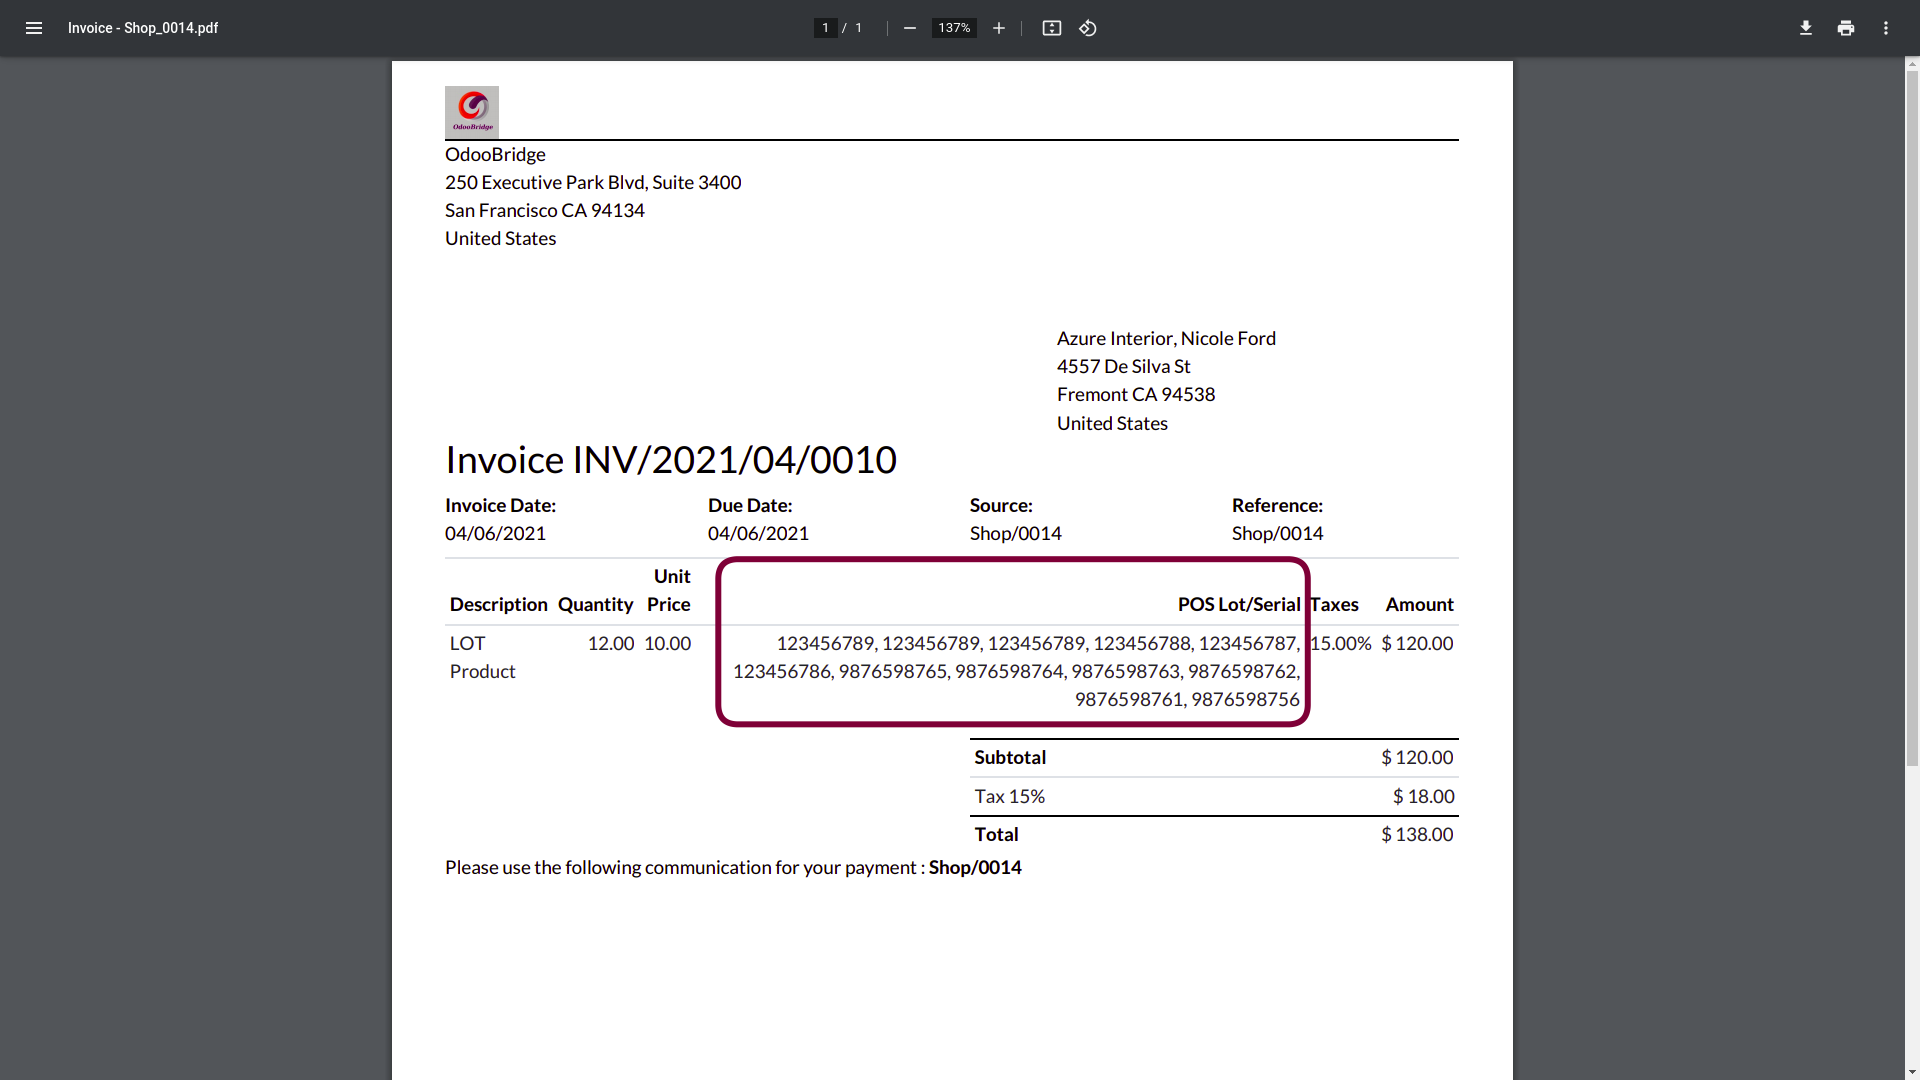 Invoice - Shop_0014.pdf
1 / 1
137%
OdooBridge
OdooBridge
250 Executive Park Blvd, Suite 3400
San Francisco CA 94134
United States
Azure Interior, Nicole Ford
4557 De Silva St
Fremont CA 94538
United States
Invoice INV/2021/04/0010
Invoice Date: Due Date: Source: Reference:
04/06/2021 04/06/2021 Shop/0014 Shop/0014
Unit
Description Quantity Price POS Lot/Serial Taxes Amount
LOT 12.00 10.00 123456789, 123456789, 123456789, 123456788, 123456787, 15.00% $ 120.00
Product 123456786, 9876598765, 9876598764, 9876598763, 9876598762,
9876598761, 9876598756
Subtotal $ 120.00
Tax 15% $ 18.00
Total $ 138.00
Please use the following communication for your payment : Shop/0014